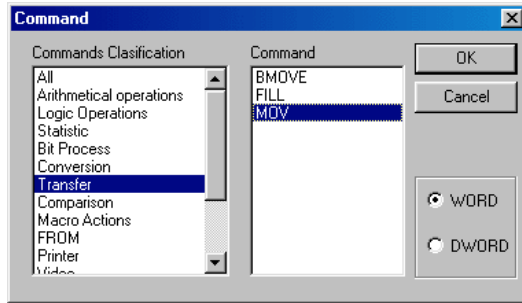 Command
Commands Clasification
All
Arithmetical operations
Logic Operations
Statistic
Bit Process
Conversion
Transfer
Comparison
Macro Actions
FROM
Printer
Video
Command
BMOVE
FILL
MOV
OK
Cancel
WORD
DWORD